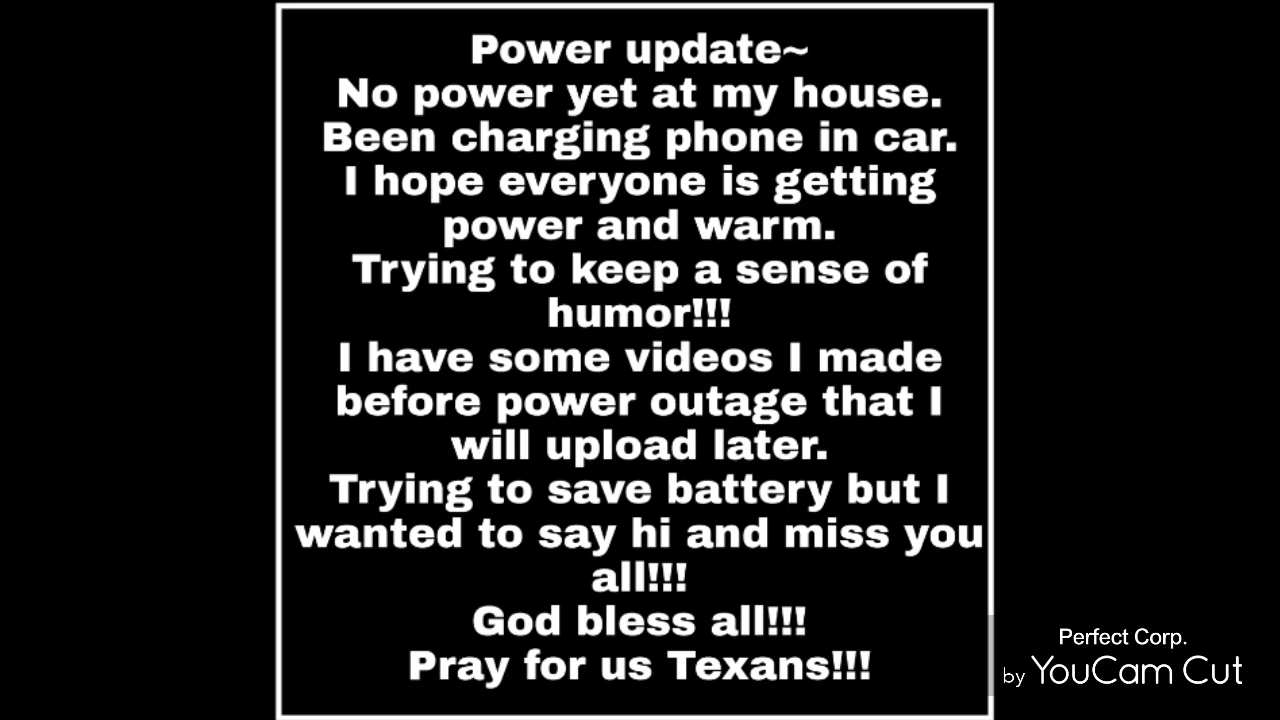 Power update~
No power yet at my house.
Been charging phone in car.
I hope everyone is getting
power and warm.
Trying to keep a sense of
humor!!!
I have some videos I made
before power outage that I
will upload later.
Trying to save battery but I
wanted to say hi and miss you
all!!!
God bless all!!!
Pray for us Texans!!!
Perfect Corp.
by YouCam Cut